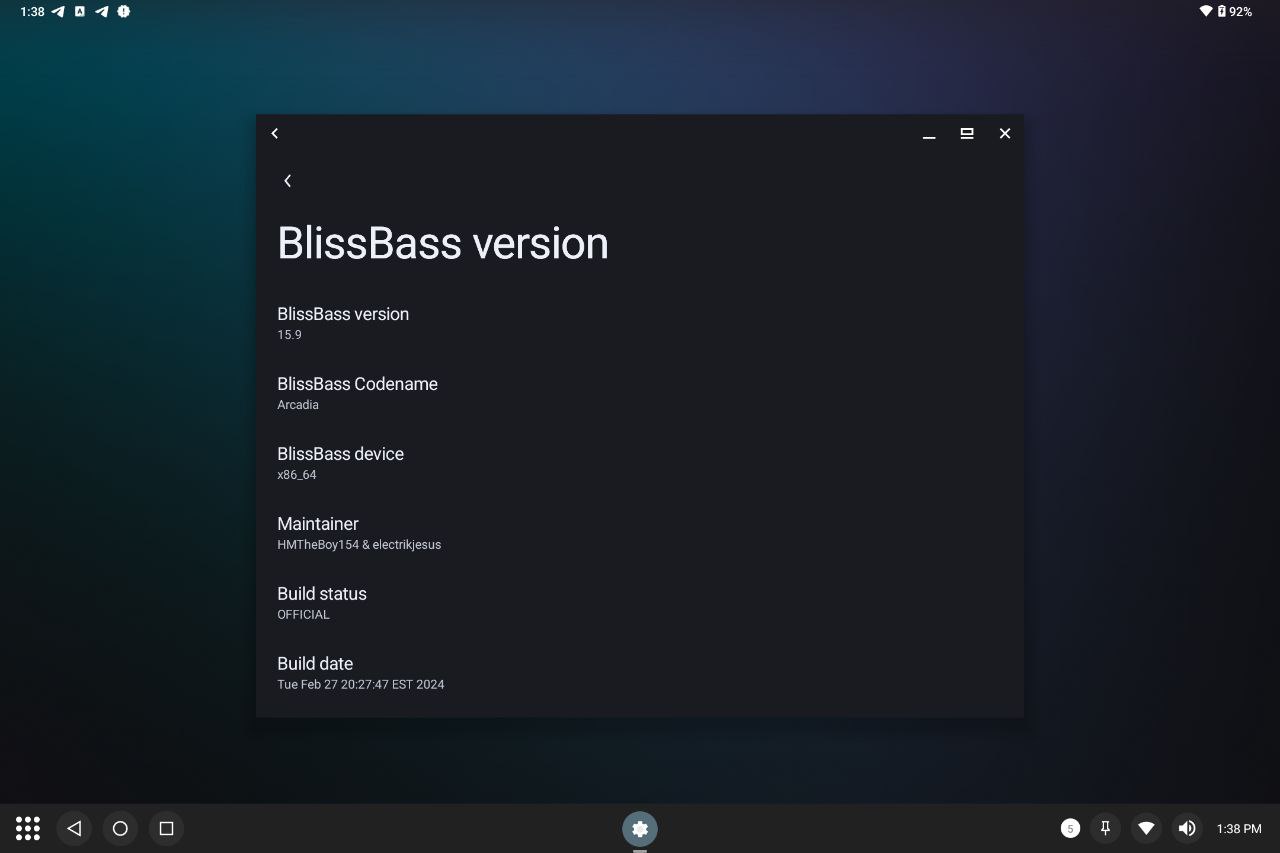 1:38
92%
BlissBass version
BlissBass version
15.9
BlissBass Codename
Arcadia
BlissBass device
x86_64
Maintainer
HMTheBoy154 & electrikjesus
Build status
OFFICIAL
Build date
Tue Feb 27 20:27:47 EST 2024
5
1:38 PM